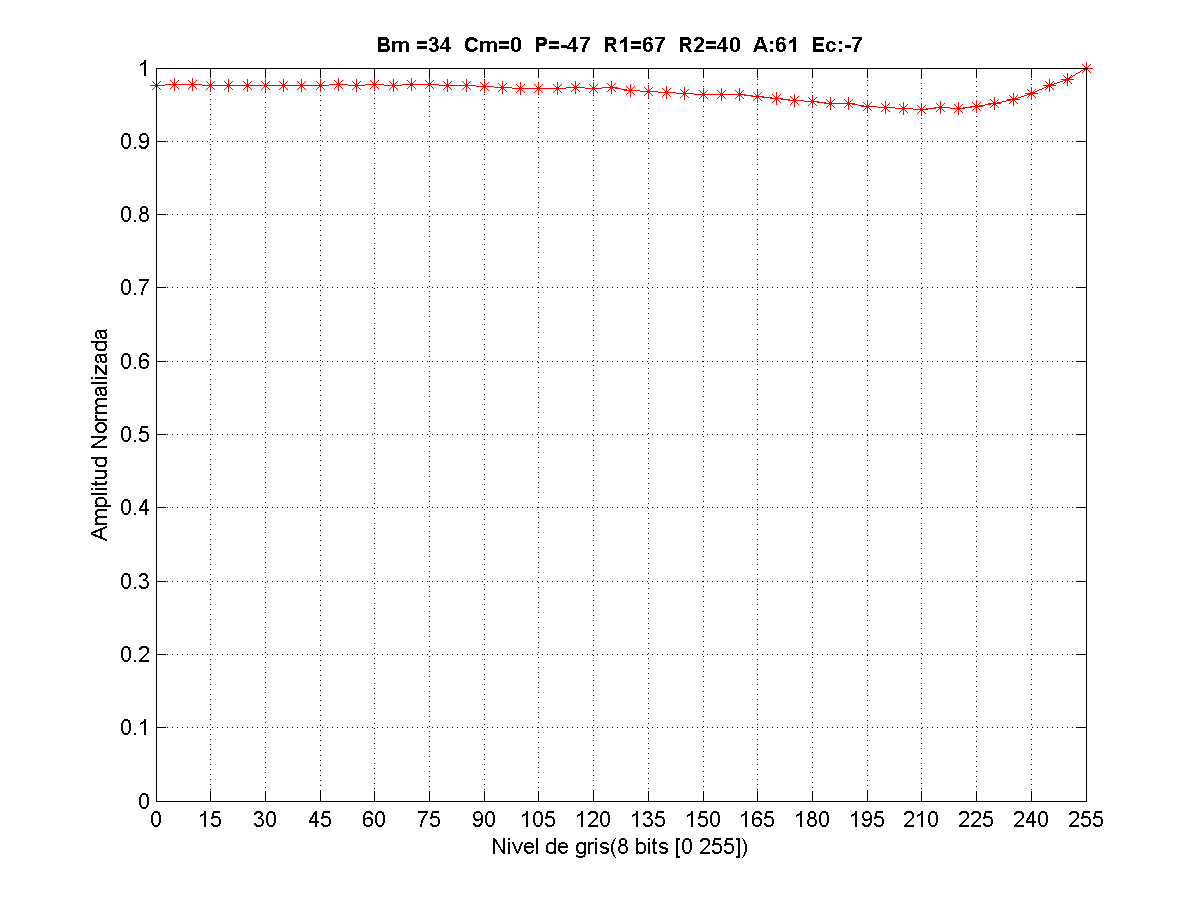 Bm =34 Cm=0 P=-47 R1=67 R2=40 A:61 Ec:-7
1
0.9
0.8
0.7
0.6
0.5
0.4
0.3
0.2
0.1
0
Amplitud Normalizada
0 15 30 45 60 75 90 105 120 135 150 165 180 195 210 225 240 255
Nivel de gris(8 bits [0 255])